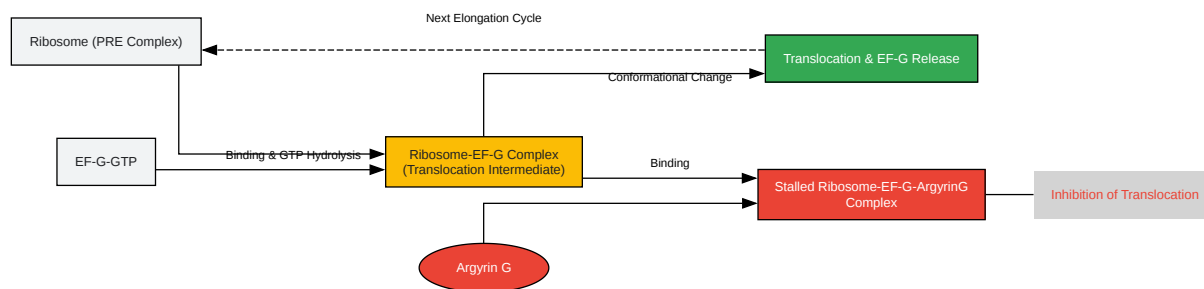 Next Elongation Cycle
Ribosome (PRE Complex)
Translocation & EF-G Release
Conformational Change
EF-G-GTP
Binding & GTP Hydrolysis
Ribosome-EF-G Complex
(Translocation Intermediate)
Binding
Stalled Ribosome-EF-G-ArgyrinG
Complex
Inhibition of Translocation
Argyrin G